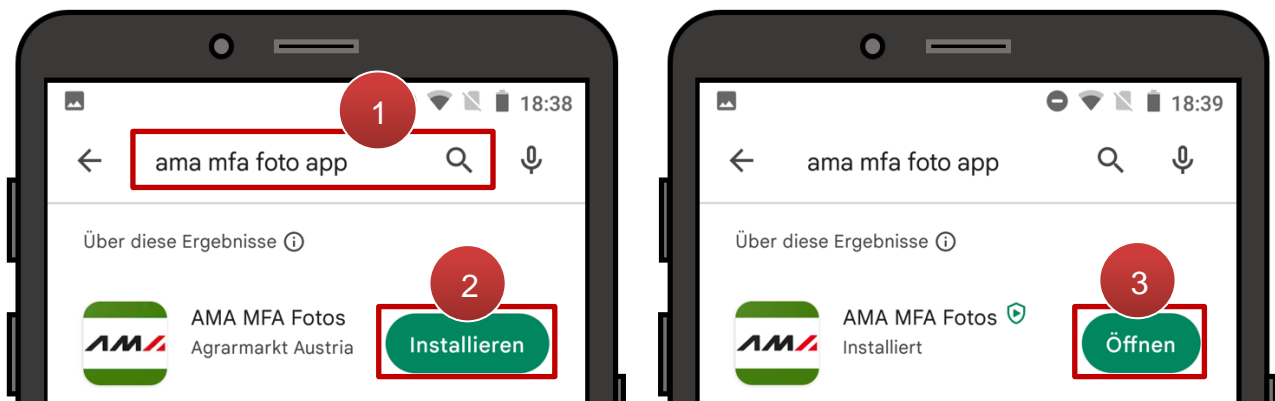 1
18:38
ama mfa foto app
Über diese Ergebnisse
2
AMA
AMA MFA Fotos
Agrarmarkt Austria
Installieren
18:39
ama mfa foto app
Über diese Ergebnisse
3
AMA
AMA MFA Fotos
Installiert
Öffnen